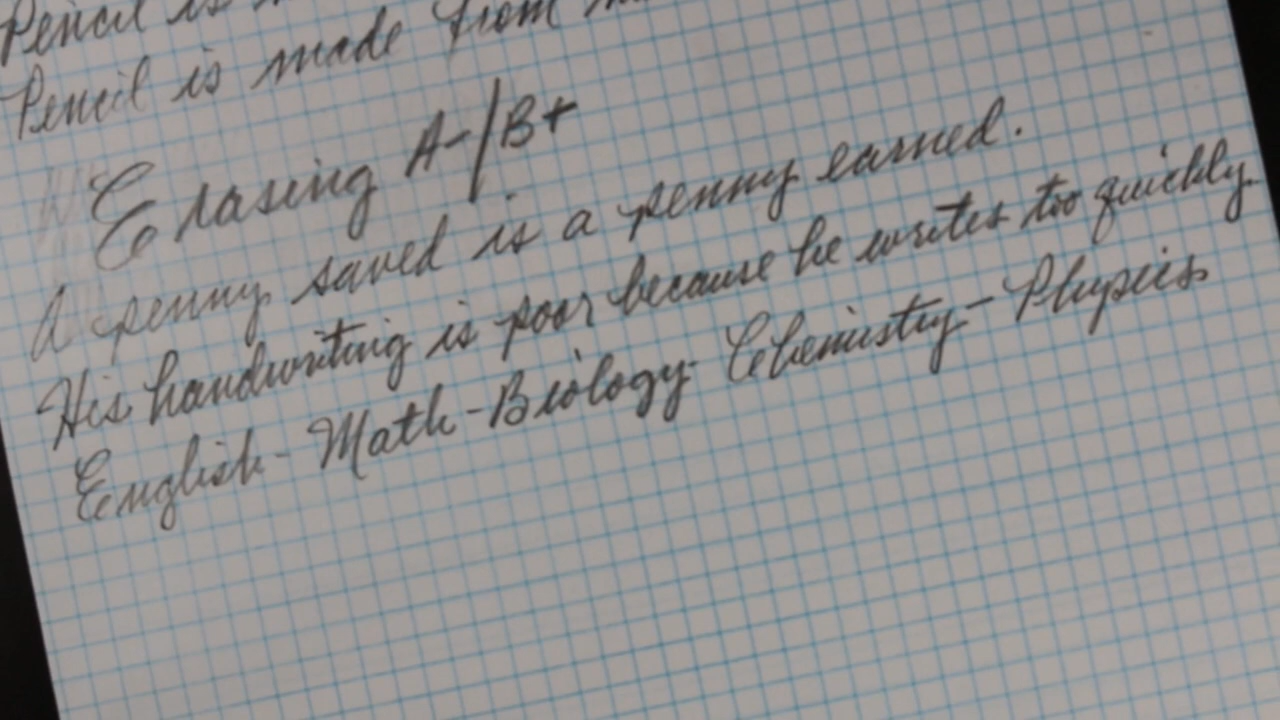 Pencil is
Pencil is made from
Erasing A-/B+
A penny saved is a penny earned.
His handwriting is poor because he writes too quickly.
English - Math - Biology - Chemistry - Physics